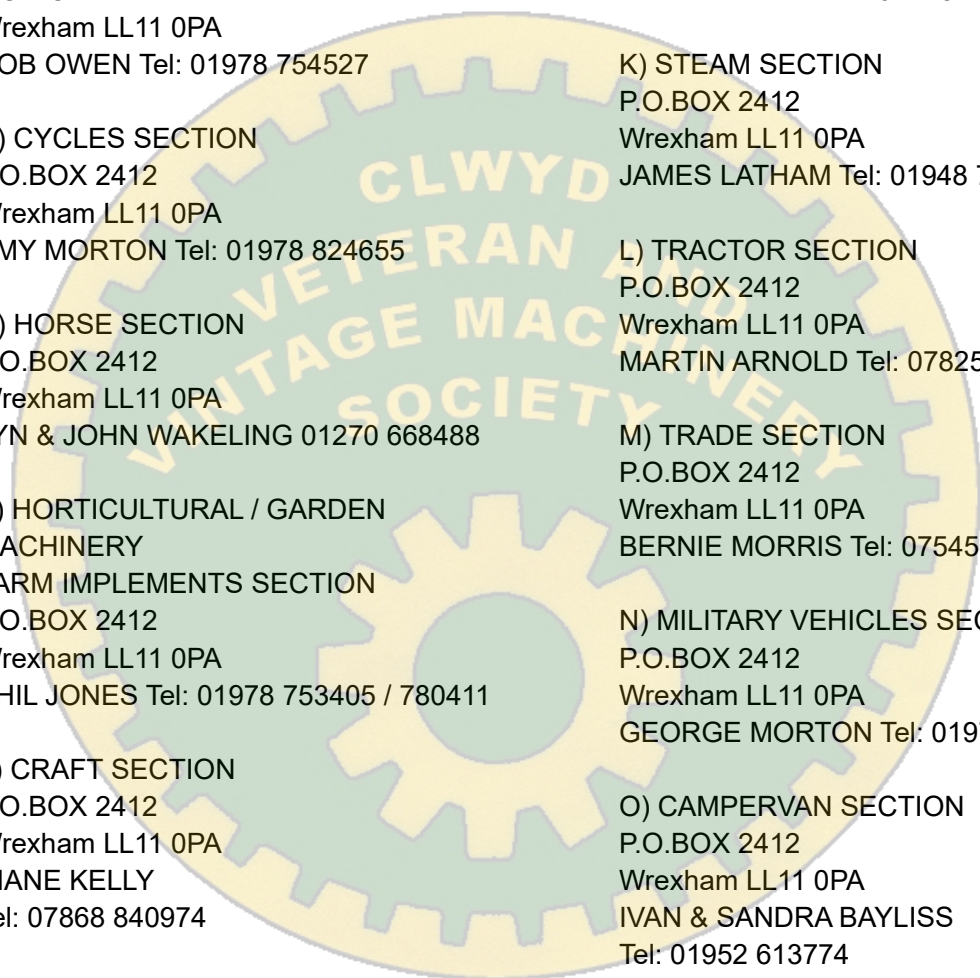 Wrexham LL11 0PA
OB OWEN Tel: 01978 754527
) CYCLES SECTION
O.BOX 2412
Wrexham LL11 0PA
MY MORTON Tel: 01978 824655
) HORSE SECTION
O.BOX 2412
Wrexham LL11 0PA
YN & JOHN WAKELING 01270 668488
) HORTICULTURAL / GARDEN
ACHINERY
ARM IMPLEMENTS SECTION
O.BOX 2412
Wrexham LL11 0PA
HIL JONES Tel: 01978 753405 / 780411
) CRAFT SECTION
O.BOX 2412
Wrexham LL11 0PA
IANE KELLY
el: 07868 840974
K) STEAM SECTION
P.O.BOX 2412
Wrexham LL11 0PA
JAMES LATHAM Tel: 01948
L) TRACTOR SECTION
P.O.BOX 2412
Wrexham LL11 0PA
MARTIN ARNOLD Tel: 07825
M) TRADE SECTION
P.O.BOX 2412
Wrexham LL11 0PA
BERNIE MORRIS Tel: 07545
N) MILITARY VEHICLES SEC
P.O.BOX 2412
Wrexham LL11 0PA
GEORGE MORTON Tel: 019
O) CAMPERVAN SECTION
P.O.BOX 2412
Wrexham LL11 0PA
IVAN & SANDRA BAYLISS
Tel: 01952 613774
CLWYD
VETERAN AND
VINTAGE MACHINERY
SOCIETY